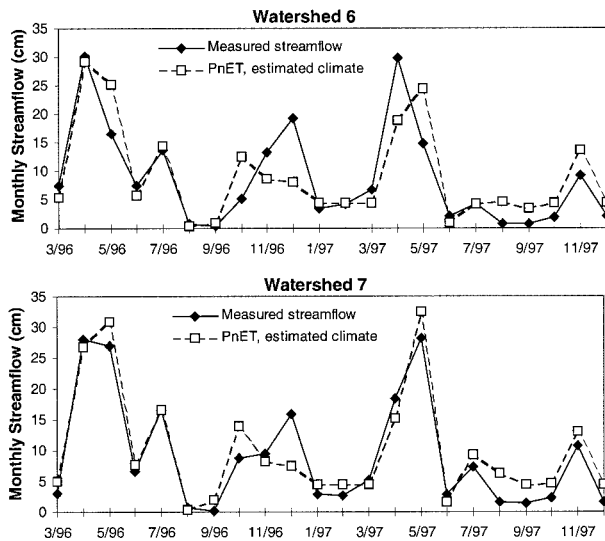 Watershed 6
Monthly Streamflow (cm)
35
30
25
20
15
10
5
0
Measured streamflow
PnET, estimated climate
3/96 5/96 7/96 9/96 11/96 1/97 3/97 5/97 7/97 9/97 11/97
Watershed 7
Monthly Streamflow (cm)
35
30
25
20
15
10
5
0
Measured streamflow
PnET, estimated climate
3/96 5/96 7/96 9/96 11/96 1/97 3/97 5/97 7/97 9/97 11/97